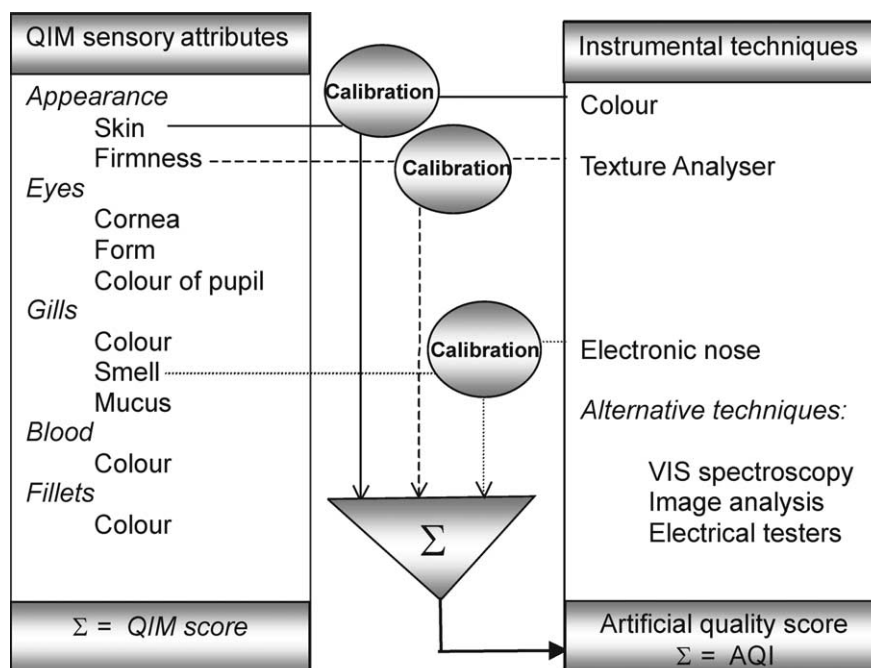 QIM sensory attributes
Appearance
Skin
Firmness
Eyes
Cornea
Form
Colour of pupil
Gills
Colour
Smell
Mucus
Blood
Colour
Fillets
Colour
Σ = QIM score
Calibration
Calibration
Calibration
Σ
Instrumental techniques
Colour
Texture Analyser
Electronic nose
Alternative techniques:
VIS spectroscopy
Image analysis
Electrical testers
Artificial quality score
Σ = AQI